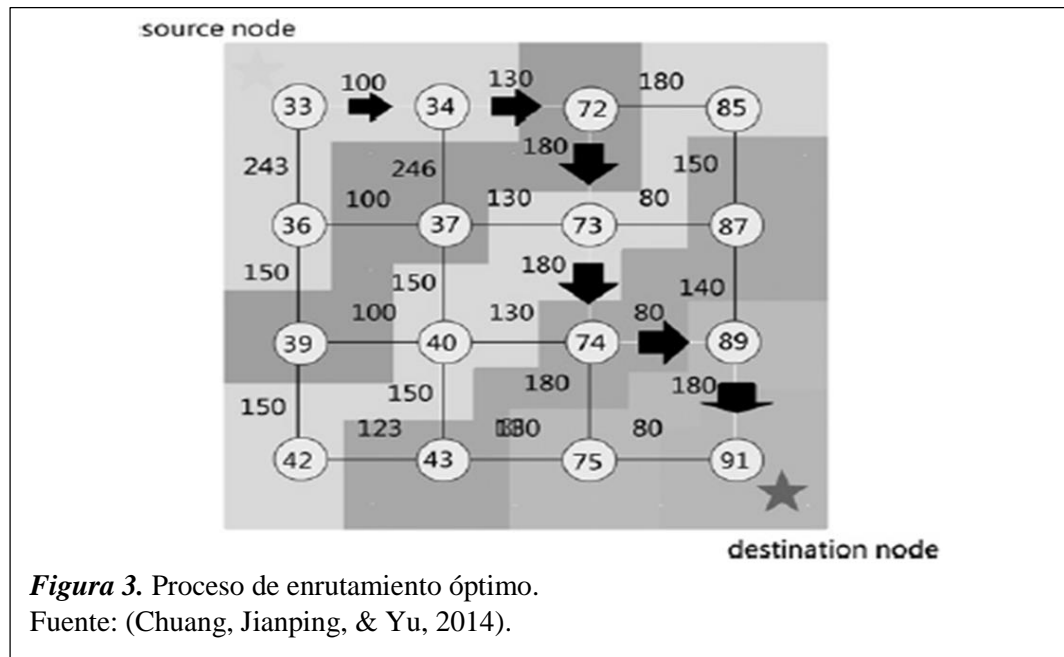 source node
100 130 180
33 34 72 85
243 246 180 150
100 130 80
36 37 73 87
150 150 180 140
100 130 80
39 40 74 89
150 150 180 180
123 80
42 43 75 91
destination node
Figura 3. Proceso de enrutamiento óptimo.
Fuente: (Chuang, Jianping, & Yu, 2014).